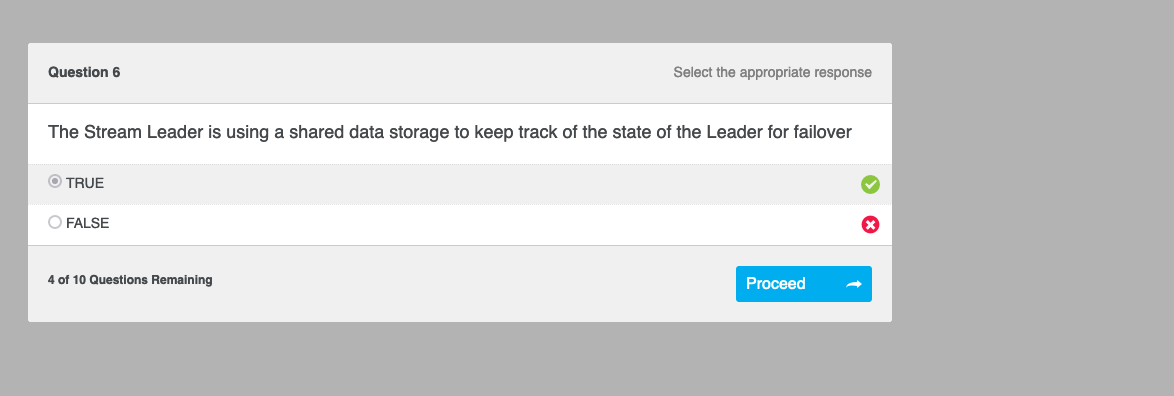 Question 6
Select the appropriate response
The Stream Leader is using a shared data storage to keep track of the state of the Leader for failover
TRUE
FALSE
4 of 10 Questions Remaining
Proceed